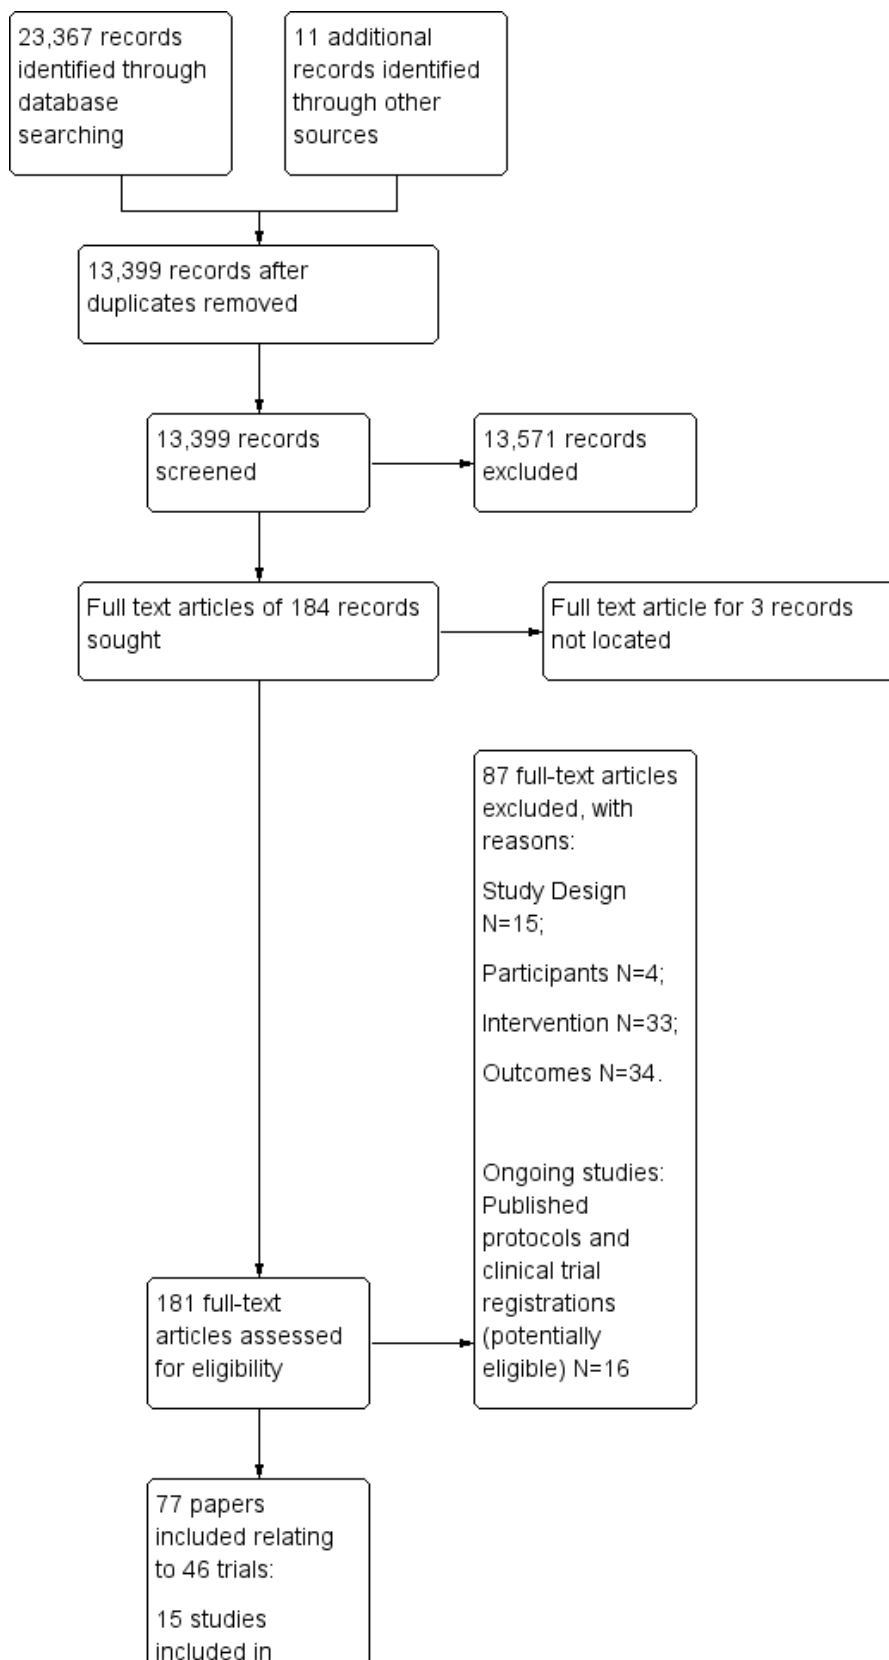 23,367 records
identified through
database
searching
11 additional
records identified
through other
sources
13,399 records after
duplicates removed
13,399 records
screened
13,571 records
excluded
Full text articles of 184 records
sought
Full text article for 3 records
not located
87 full-text articles
excluded, with
reasons:
Study Design
N=15;
Participants N=4;
Intervention N=33;
Outcomes N=34.
Ongoing studies:
Published
protocols and
clinical trial
registrations
(potentially
eligible) N=16
181 full-text
articles assessed
for eligibility
77 papers
included relating
to 46 trials:
15 studies
included in